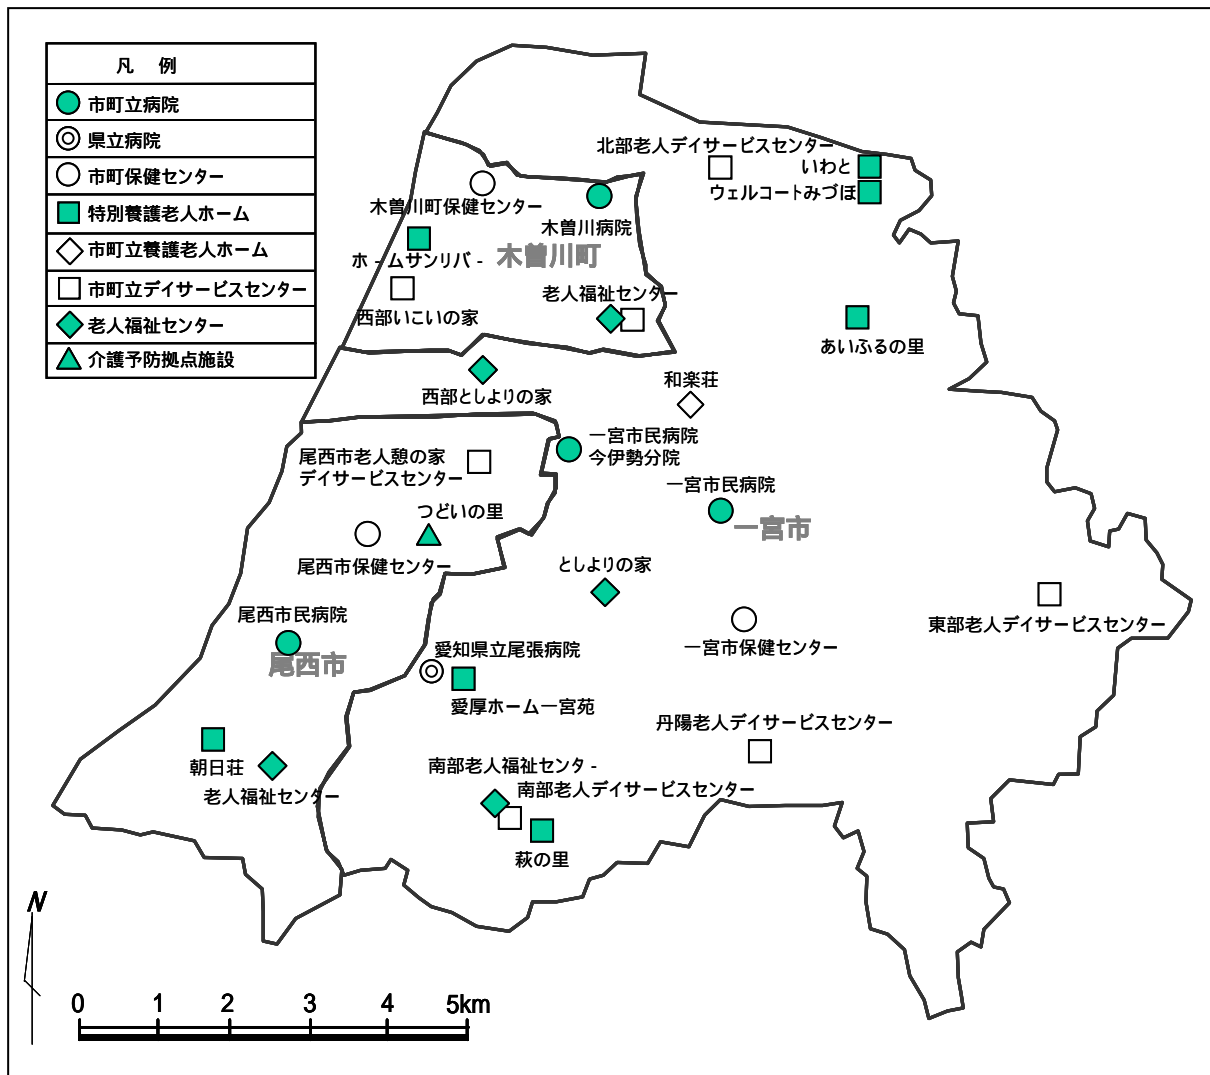 凡 例
市町立病院
県立病院
市町保健センター
特別養護老人ホーム
市町立養護老人ホーム
市町立デイサービスセンター
老人福祉センター
介護予防拠点施設
北部老人デイサービスセンター
いわと
ウェルコートみづほ
木曽川町保健センター
木曽川病院
木曽川町
ホ-ムサンリバ-
西部いこいの家
老人福祉センター
あいふるの里
西部としよりの家
和楽荘
一宮市民病院
今伊勢分院
尾西市老人憩の家
デイサービスセンター
一宮市民病院
一宮市
つどいの里
尾西市保健センター
としよりの家
尾西市民病院
尾西市
一宮市保健センター
東部老人デイサービスセンター
愛知県立尾張病院
愛厚ホーム一宮苑
丹陽老人デイサービスセンター
朝日荘
老人福祉センター
南部老人福祉センタ-
南部老人デイサービスセンター
萩の里
N
0 1 2 3 4 5km